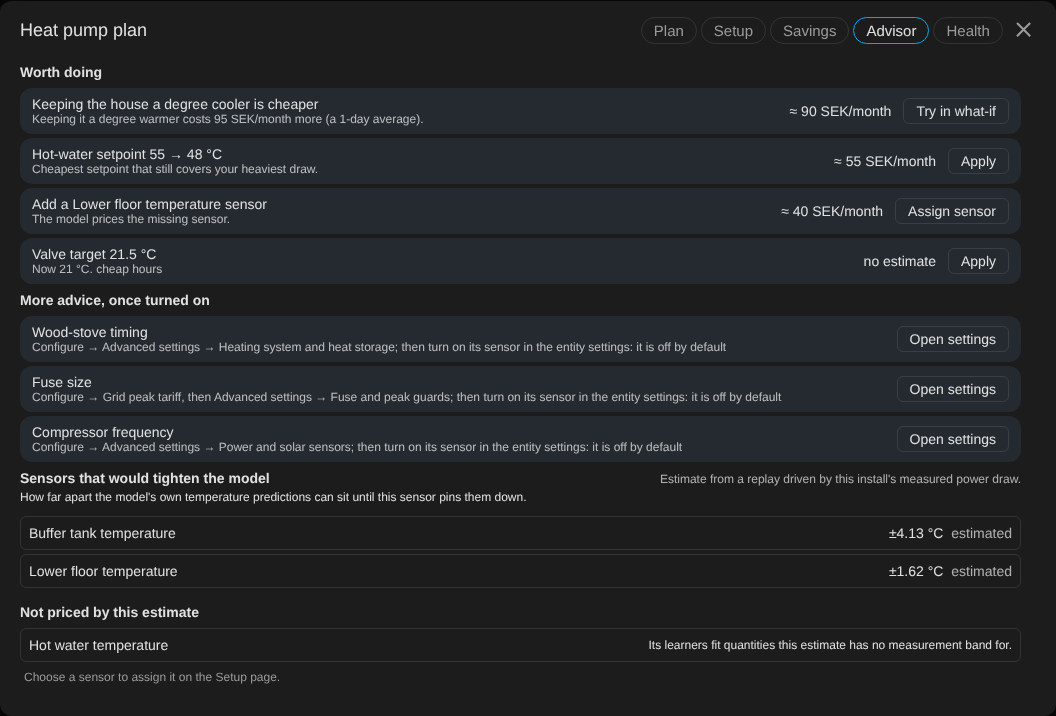 Heat pump plan
Plan
Setup
Savings
Advisor
Health
Worth doing
Keeping the house a degree cooler is cheaper
Keeping it a degree warmer costs 95 SEK/month more (a 1-day average).
≈ 90 SEK/month
Try in what-if
Hot-water setpoint 55 → 48 °C
Cheapest setpoint that still covers your heaviest draw.
≈ 55 SEK/month
Apply
Add a Lower floor temperature sensor
The model prices the missing sensor.
≈ 40 SEK/month
Assign sensor
Valve target 21.5 °C
Now 21 °C. cheap hours
no estimate
Apply
More advice, once turned on
Wood-stove timing
Configure → Advanced settings → Heating system and heat storage; then turn on its sensor in the entity settings: it is off by default
Open settings
Fuse size
Configure → Grid peak tariff, then Advanced settings → Fuse and peak guards; then turn on its sensor in the entity settings: it is off by default
Open settings
Compressor frequency
Configure → Advanced settings → Power and solar sensors; then turn on its sensor in the entity settings: it is off by default
Open settings
Sensors that would tighten the model
Estimate from a replay driven by this install's measured power draw.
How far apart the model's own temperature predictions can sit until this sensor pins them down.
Buffer tank temperature
±4.13 °C estimated
Lower floor temperature
±1.62 °C estimated
Not priced by this estimate
Hot water temperature
Its learners fit quantities this estimate has no measurement band for.
Choose a sensor to assign it on the Setup page.